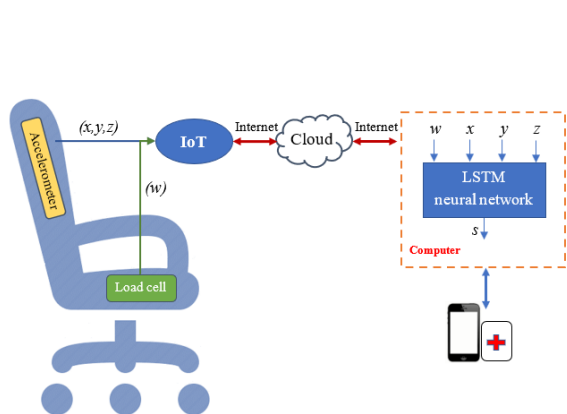 (x,y,z)
Accelerometer
IoT
Internet
Cloud
Internet
w x y z
LSTM
neural network
(w)
s
Computer
Load cell